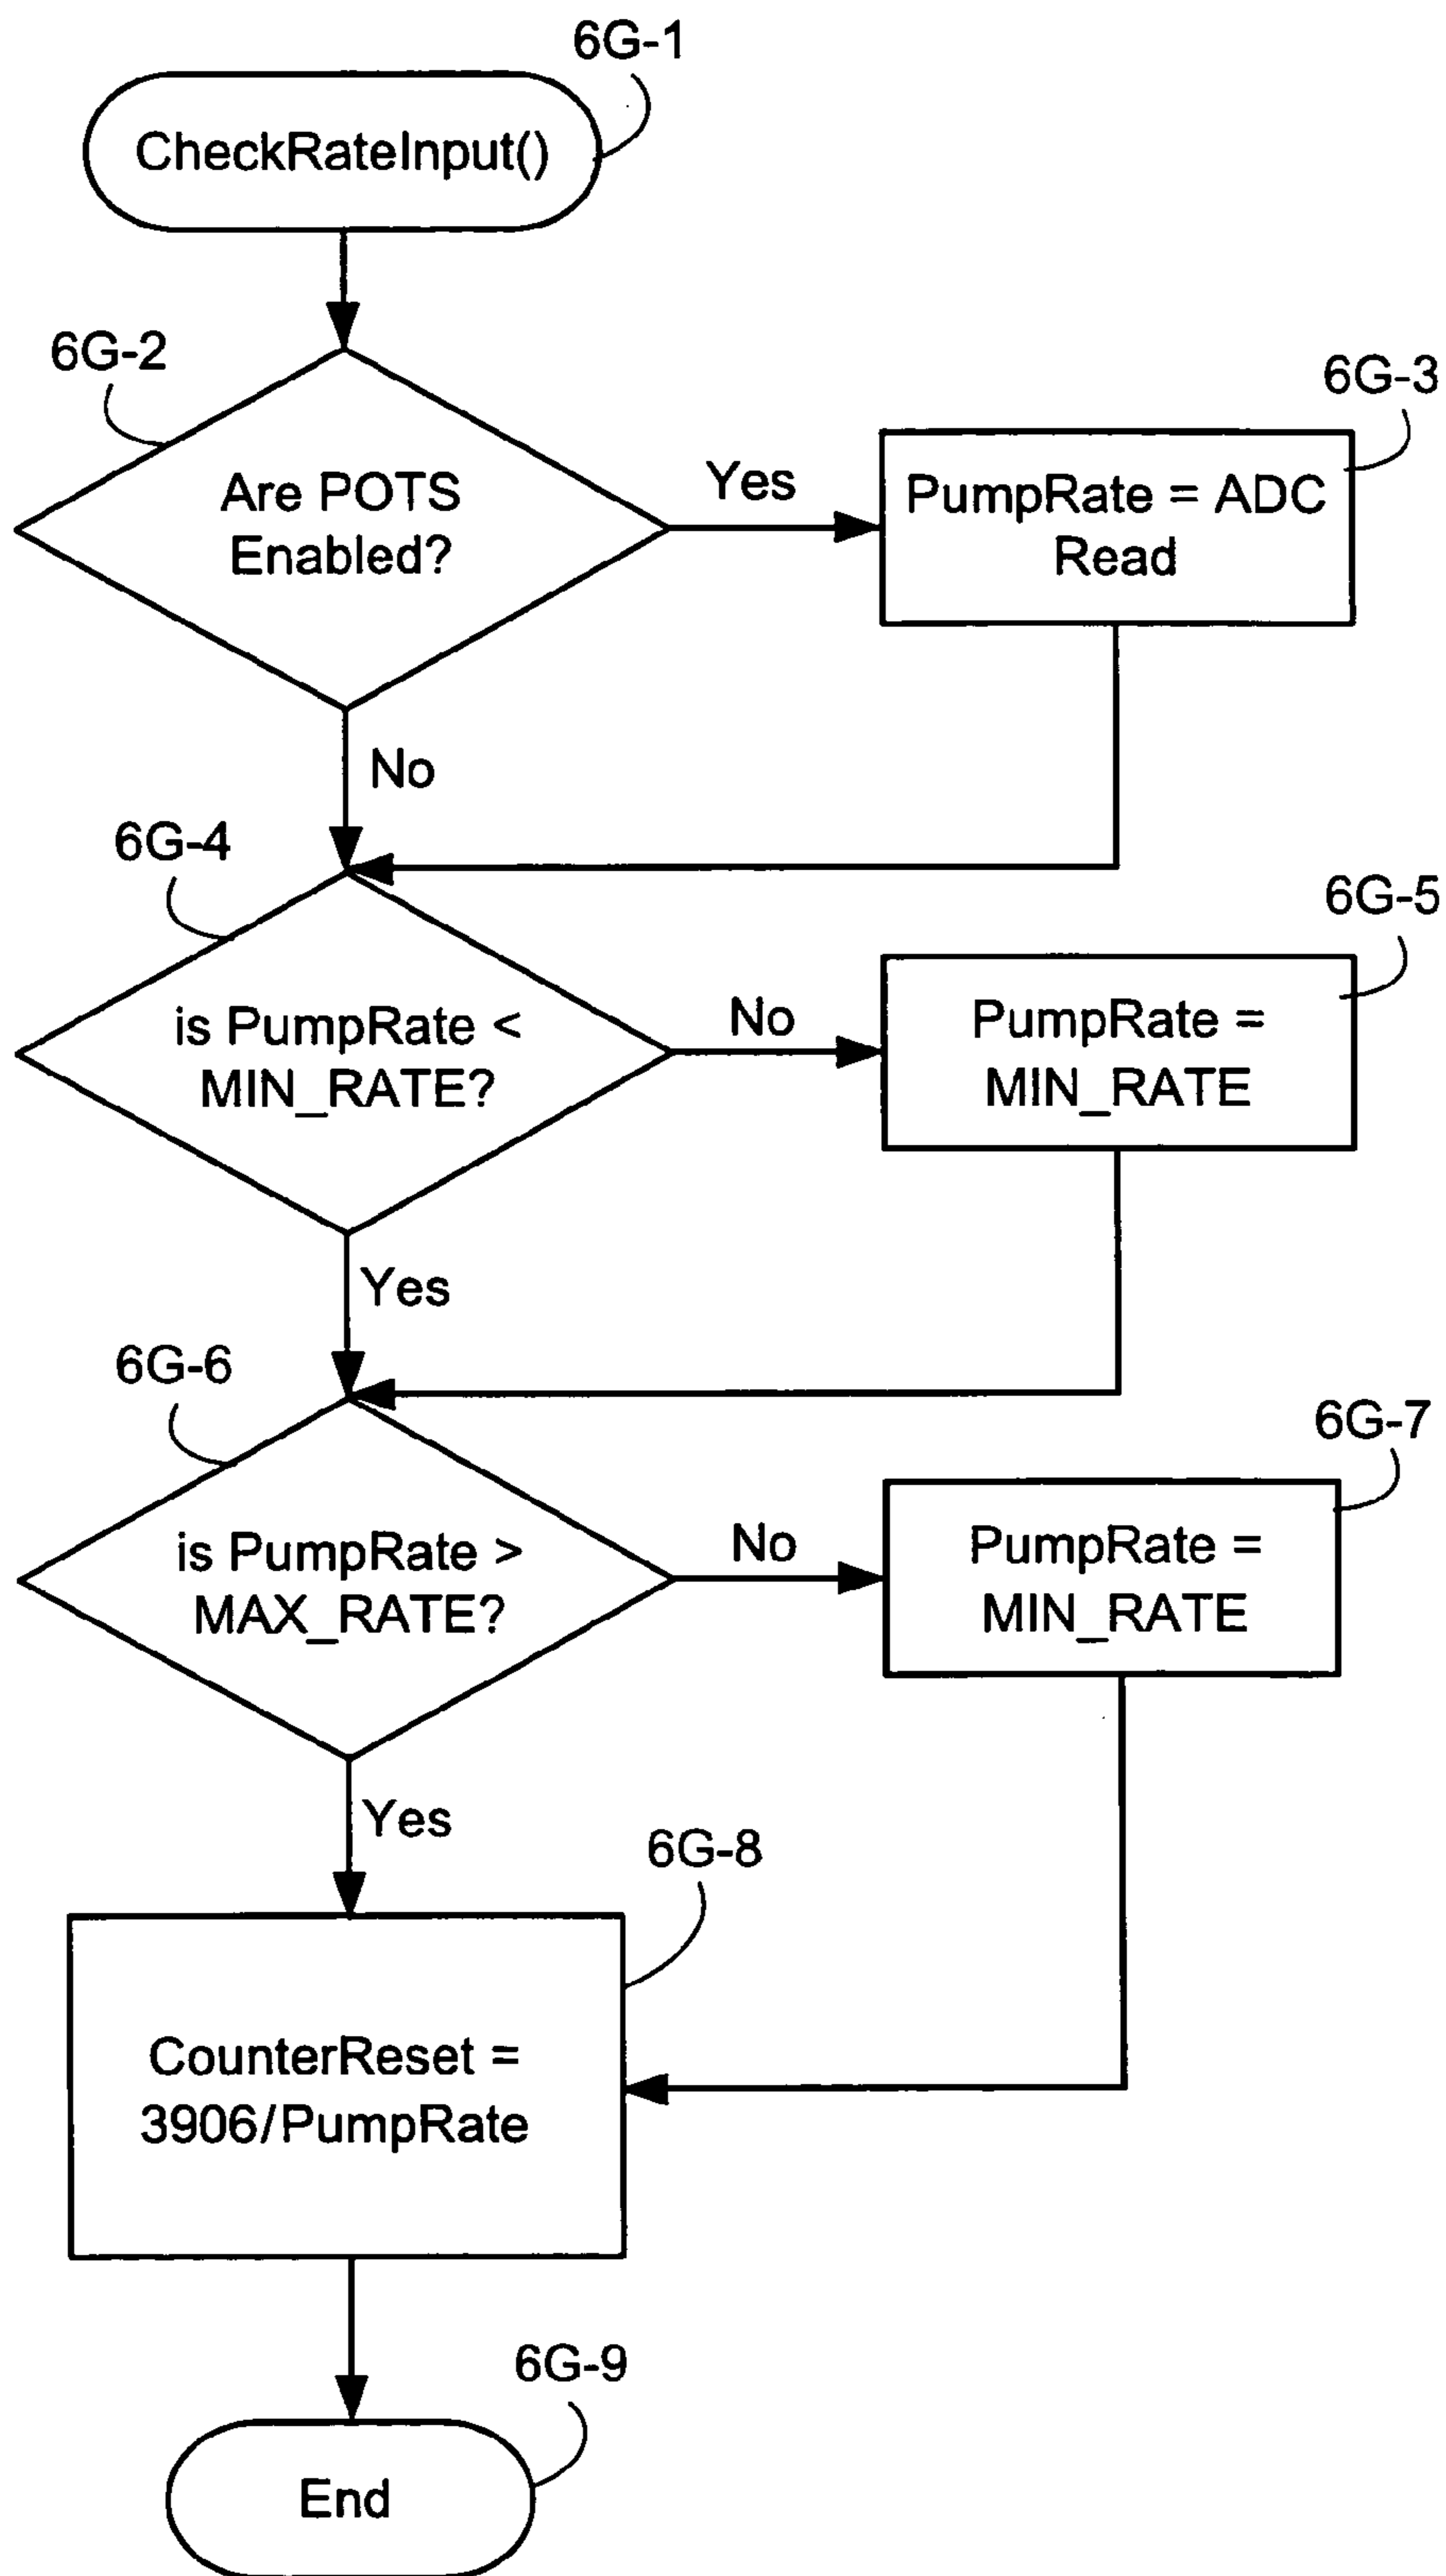 6G-1
CheckRateInput()
6G-2
Are POTS
Enabled?
Yes
6G-3
PumpRate = ADC
Read
No
6G-4
is PumpRate <
MIN_RATE?
No
6G-5
PumpRate =
MIN_RATE
Yes
6G-6
is PumpRate >
MAX_RATE?
No
6G-7
PumpRate =
MIN_RATE
Yes
6G-8
CounterReset =
3906/PumpRate
6G-9
End